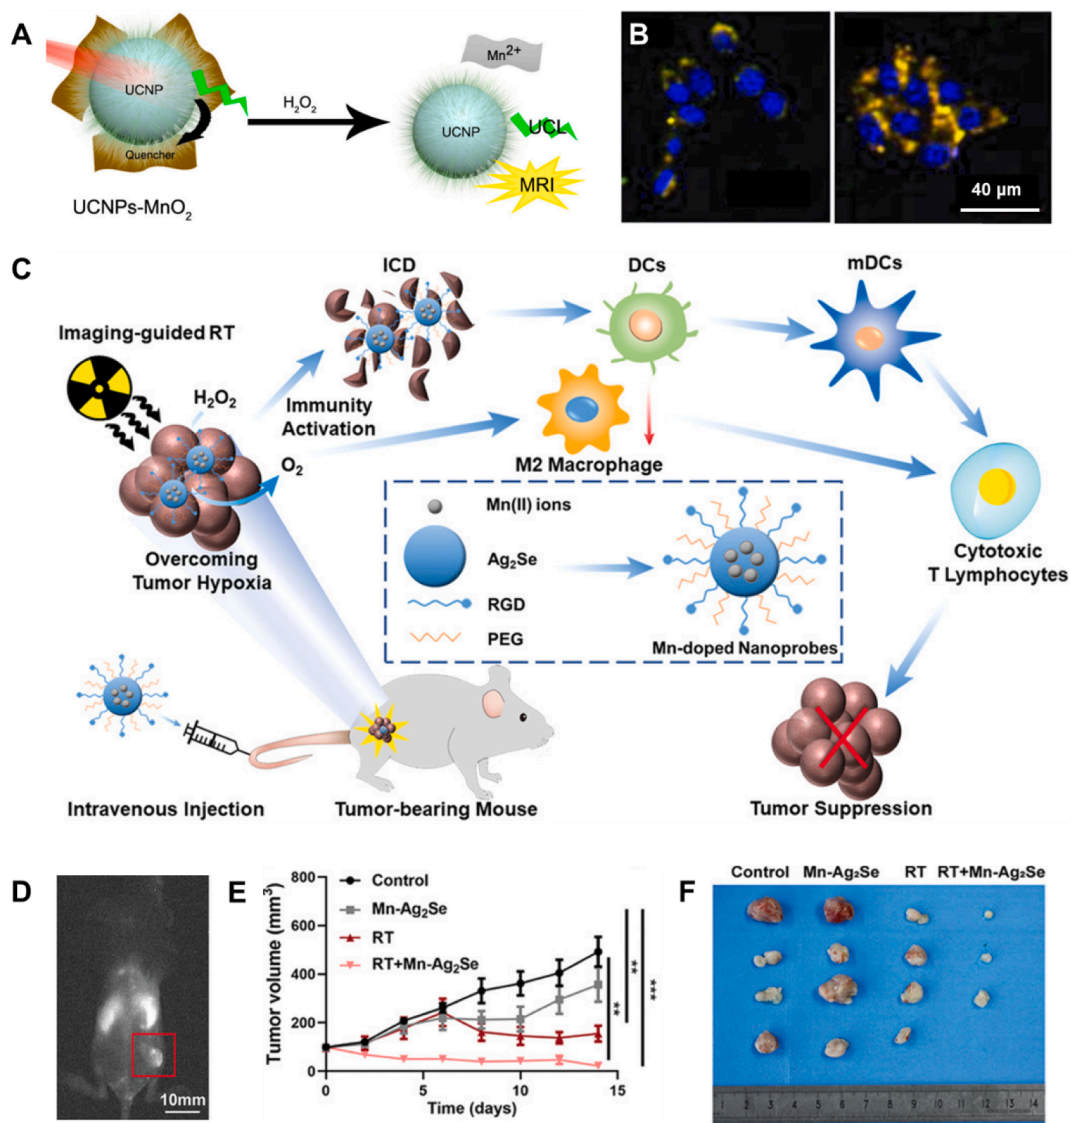 A
UCNP
Quencher
UCNPs-MnO₂
H₂O₂
Mn²⁺
UCNP
UCL
MRI
B
40 µm
C
Imaging-guided RT
H₂O₂
O₂
Overcoming
Tumor Hypoxia
ICD
Immunity
Activation
DCs
mDCs
M2 Macrophage
Cytotoxic
T Lymphocytes
Mn(II) ions
Ag₂Se
RGD
PEG
Mn-doped Nanoprobes
Intravenous Injection
Tumor-bearing Mouse
Tumor Suppression
D
10mm
E
Tumor volume (mm³)
800
600
400
200
0
0 5 10 15
Time (days)
Control
Mn-Ag₂Se
RT
RT+Mn-Ag₂Se
**
**
***
F
Control Mn-Ag₂Se RT RT+Mn-Ag₂Se
1 2 3 4 5 6 7 8 9 10 11 12 13 14